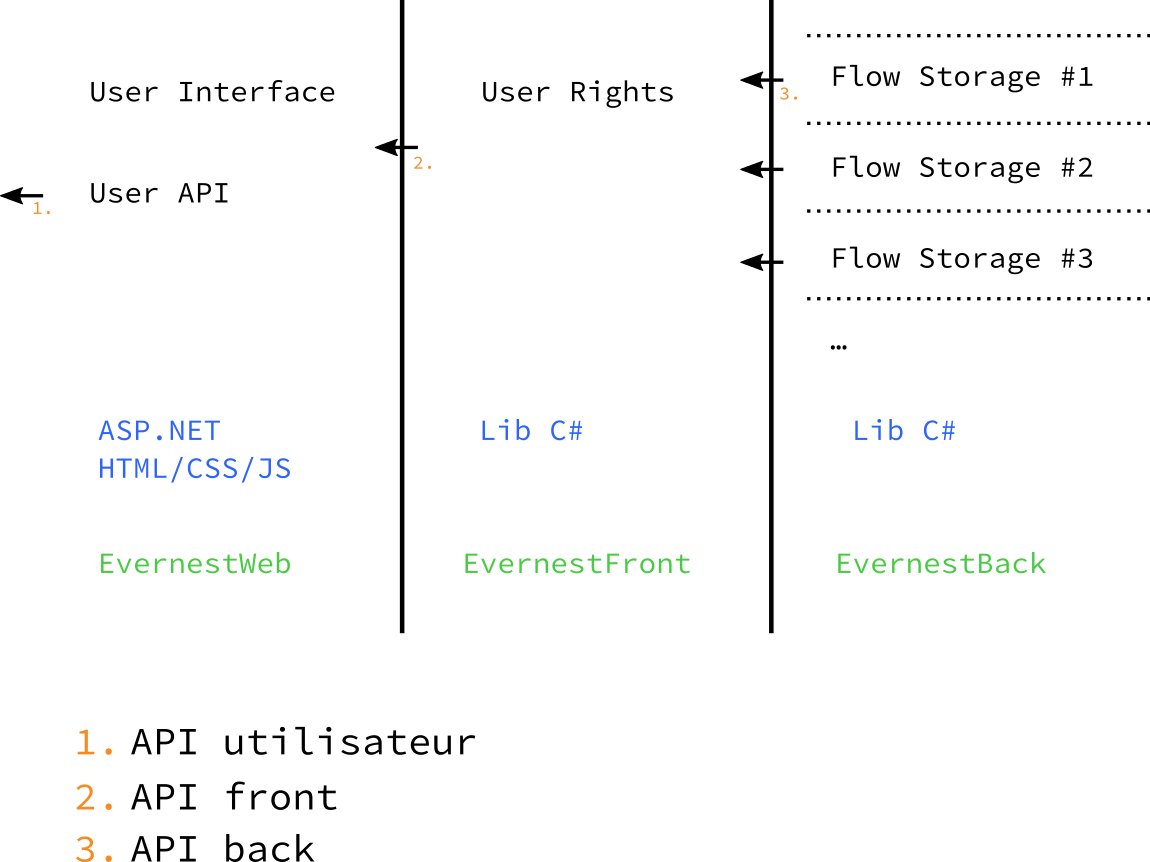 User Interface
User API
1.
ASP.NET
HTML/CSS/JS
EvernestWeb
User Rights
2.
Lib C#
EvernestFront
Flow Storage #1
3.
Flow Storage #2
Flow Storage #3
…
Lib C#
EvernestBack
1. API utilisateur
2. API front
3. API back